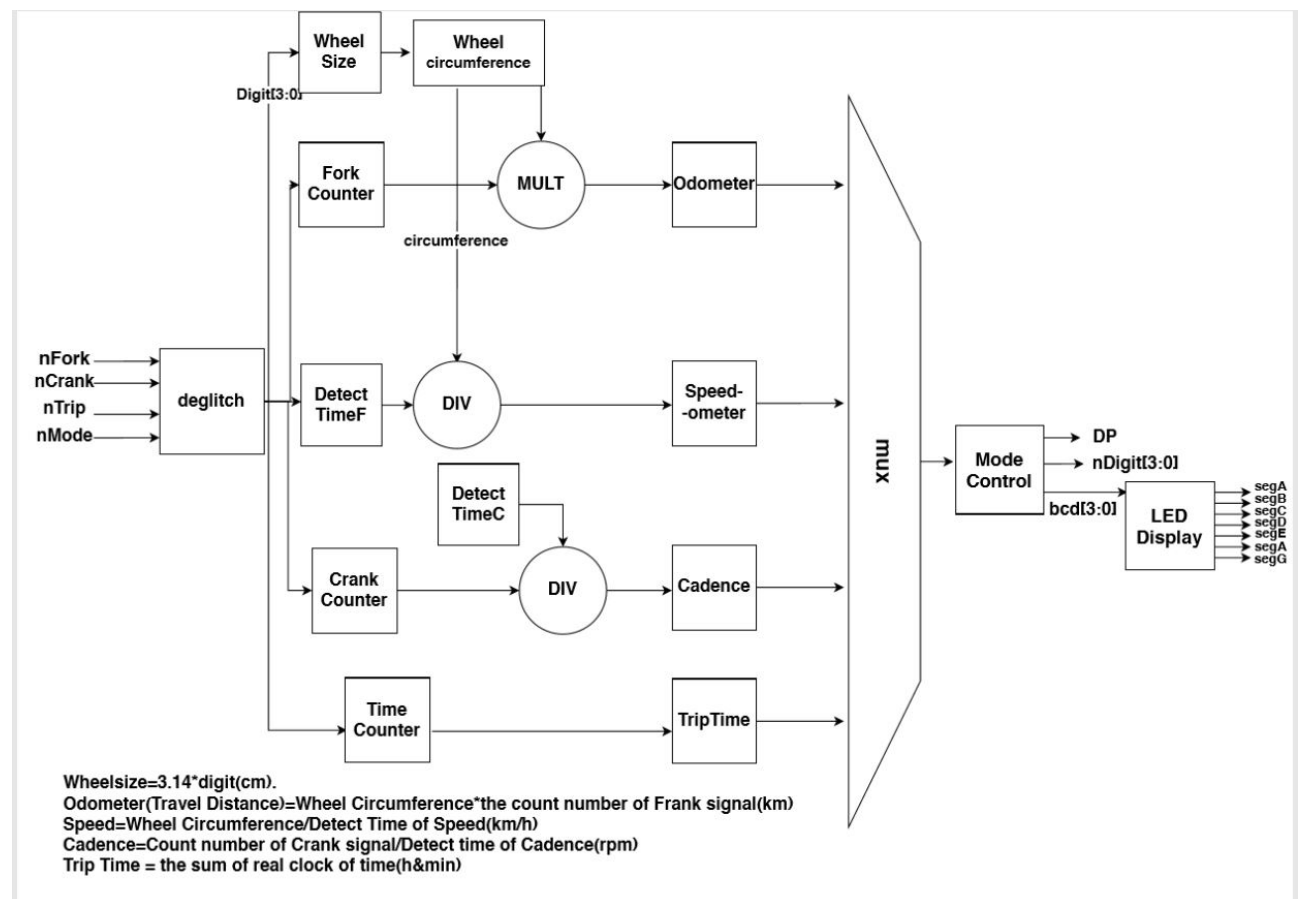 Wheel
Size
Wheel
circumference
Digit[3:0]
Fork
Counter
MULT
Odometer
circumference
nFork
nCrank
nTrip
nMode
deglitch
Detect
TimeF
DIV
Speed-
-ometer
mux
Mode
Control
DP
nDigit[3:0]
bcd[3:0]
LED
Display
segA
segB
segC
segD
segE
segA
segG
Detect
TimeC
Crank
Counter
DIV
Cadence
Time
Counter
TripTime
Wheelsize=3.14*digit(cm).
Odometer(Travel Distance)=Wheel Circumference*the count number of Frank signal(km)
Speed=Wheel Circumference/Detect Time of Speed(km/h)
Cadence=Count number of Crank signal/Detect time of Cadence(rpm)
Trip Time = the sum of real clock of time(h&min)